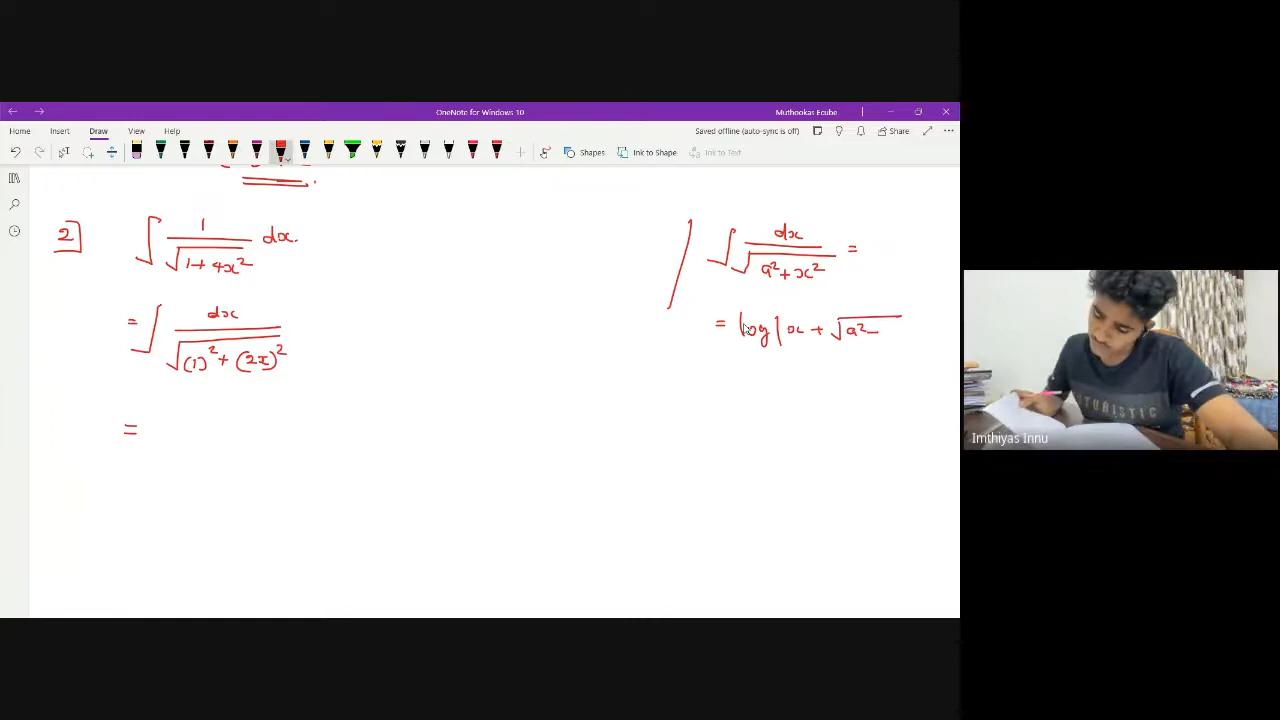 OneNote for Windows 10
Muthookas Ecube
Home Insert Draw View Help
Saved offline (auto-sync is off)
Share
Shapes
Ink to Shape
Ink to Text
2
∫ 1/√(1+4x²) dx.
= ∫ dx/√((1)² + (2x)²)
=
∫ dx/√(a²+x²) =
= log|x + √(a²-
FUTURISTIC
Imthiyas Innu